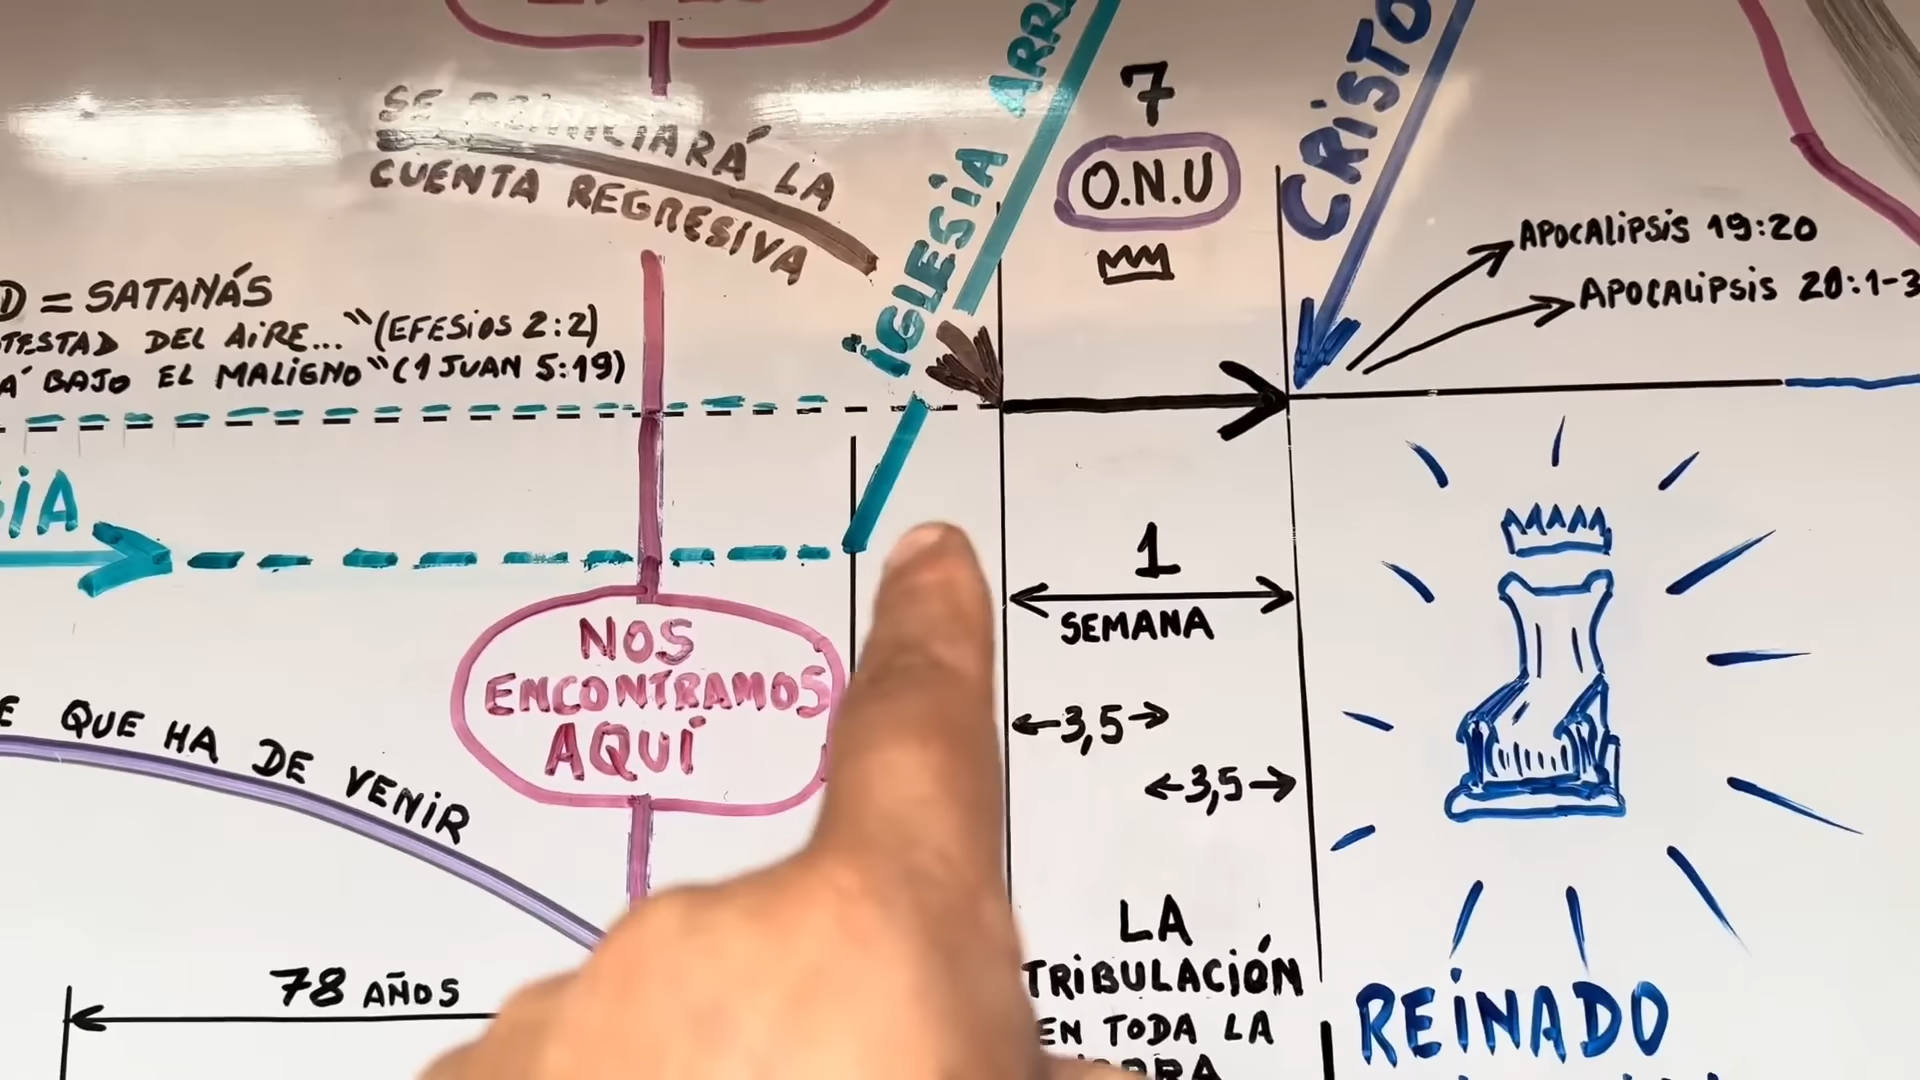 SE REINICIARÁ LA
CUENTA REGRESIVA
IGLESIA
7
O.N.U
CRISTO
APOCALIPSIS 19:20
APOCALIPSIS 20:1-3
= SATANÁS
DEL AIRE..." (EFESIOS 2:2)
BAJO EL MALIGNO" (1 JUAN 5:19)
NOS
ENCONTRAMOS
AQUÍ
1
SEMANA
3,5
3,5
QUE HA DE VENIR
78 AÑOS
LA
TRIBULACIÓN
EN TODA LA
REINADO